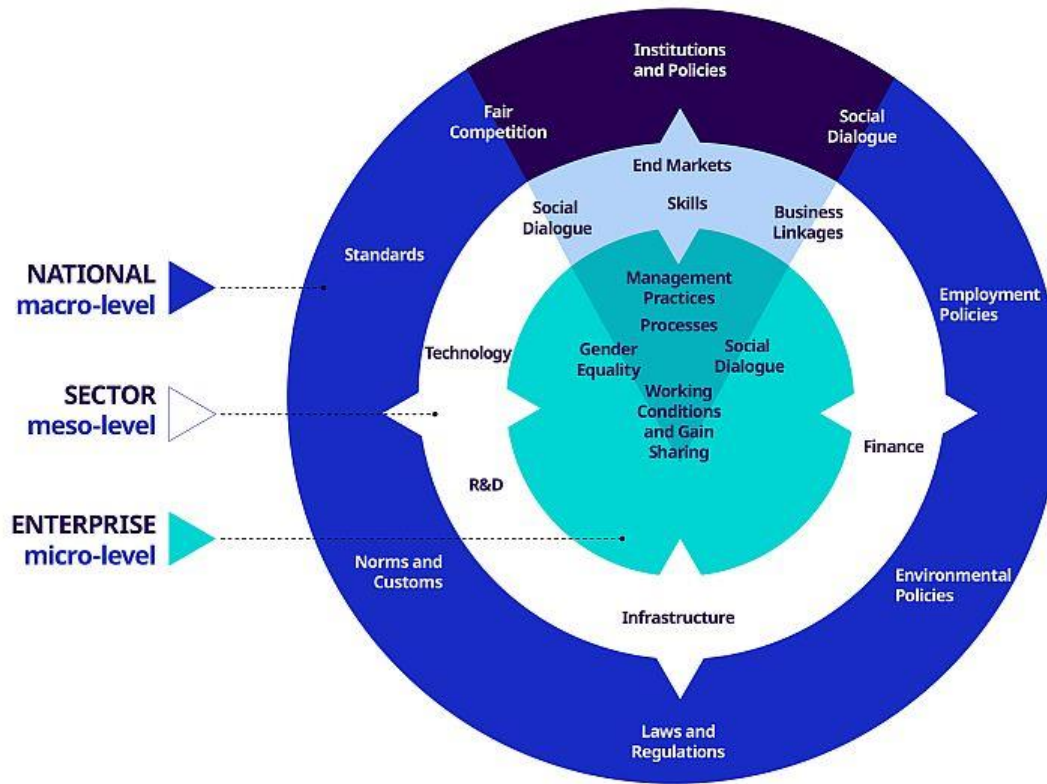 Institutions
and Policies
Fair
Competition
Social
Dialogue
End Markets
Skills
Social
Dialogue
Business
Linkages
Standards
Management
Practices
NATIONAL
macro-level
Employment
Policies
Processes
Technology
Gender
Equality
Social
Dialogue
SECTOR
meso-level
Working
Conditions
and Gain
Sharing
Finance
R&D
ENTERPRISE
micro-level
Norms and
Customs
Environmental
Policies
Infrastructure
Laws and
Regulations